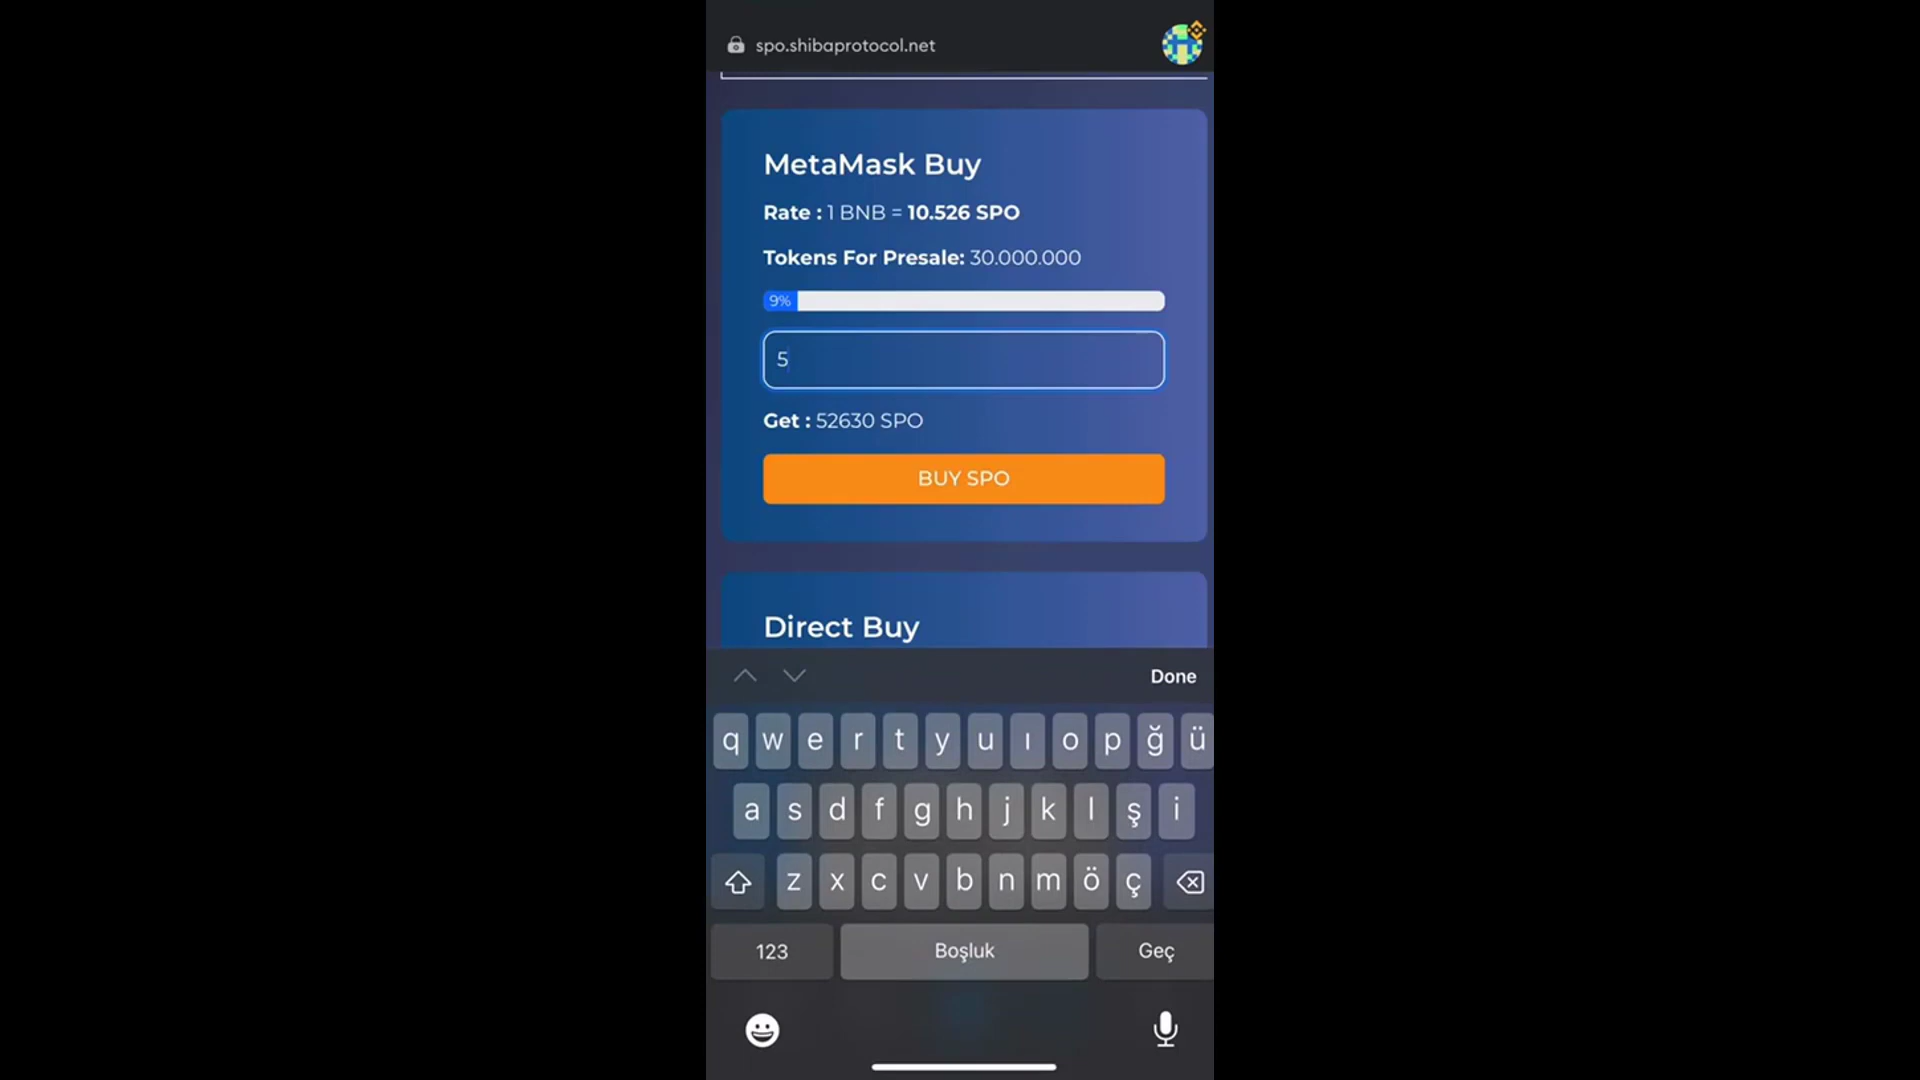 spo.shibaprotocol.net
MetaMask Buy
Rate : 1 BNB = 10.526 SPO
Tokens For Presale: 30.000.000
9%
5
Get : 52630 SPO
BUY SPO
Direct Buy
Done
q w e r t y u ı o p ğ ü
a s d f g h j k l ş i
z x c v b n m ö ç
123 Boşluk Geç